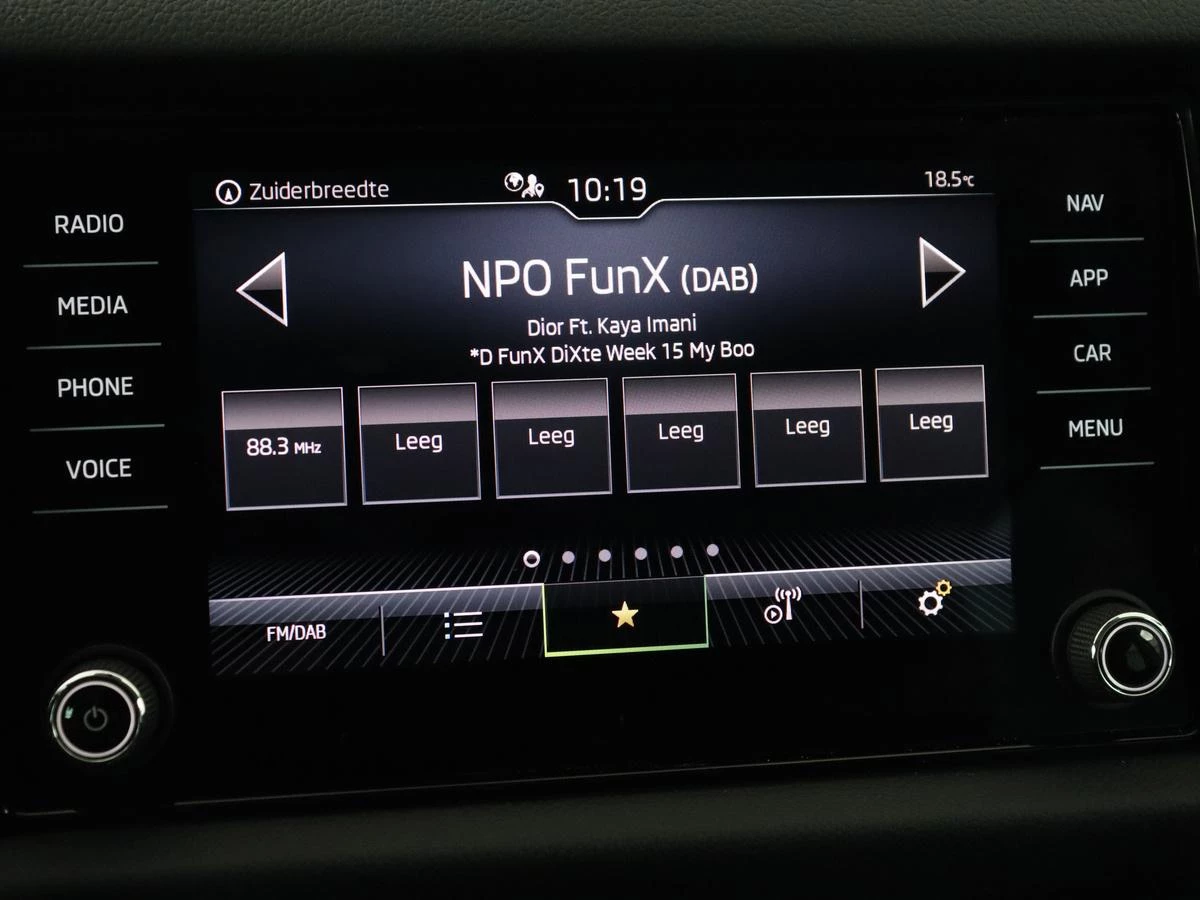 Zuiderbreedte
10:19
18.5°C
RADIO
MEDIA
PHONE
VOICE
NAV
APP
CAR
MENU
NPO FunX (DAB)
Dior Ft. Kaya Imani
*D FunX DiXte Week 15 My Boo
88.3 MHz
Leeg
Leeg
Leeg
Leeg
Leeg
FM/DAB